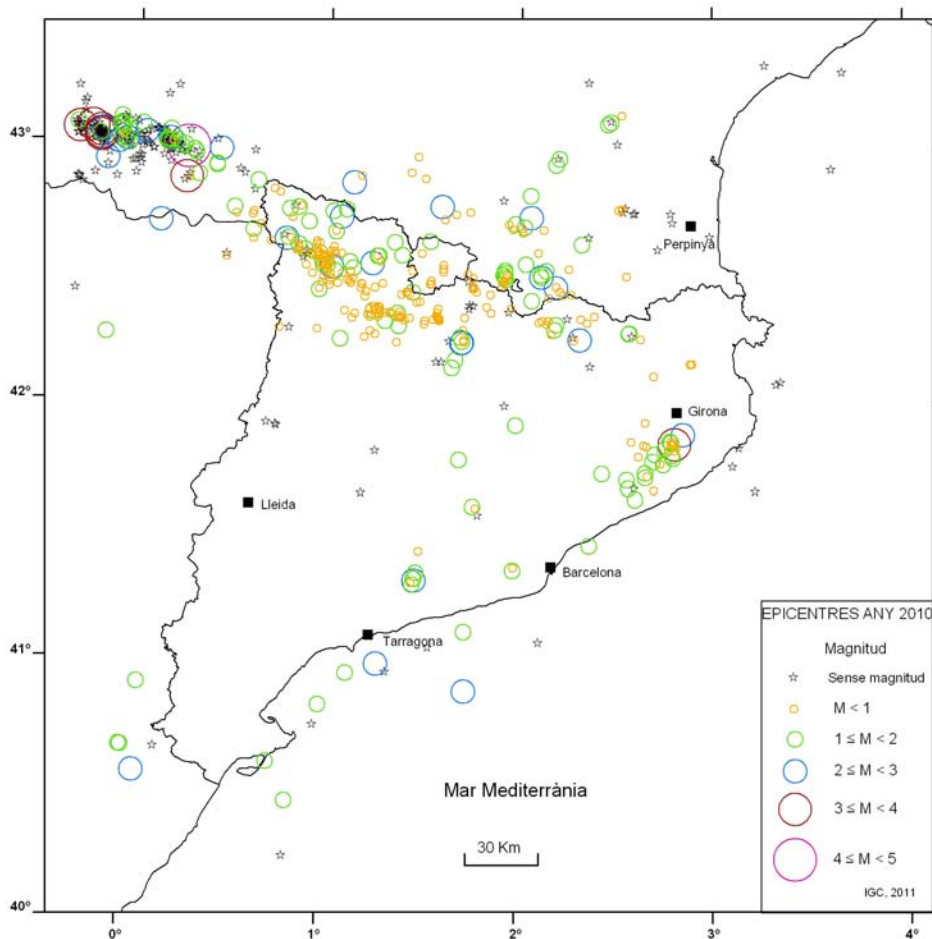 43°
Perpinyà
42°
Girona
Lleida
Barcelona
EPICENTRES ANY 2010
Tarragona
Magnitud
41°
Sense magnitud
M < 1
1 ≤ M < 2
2 ≤ M < 3
Mar Mediterrània
3 ≤ M < 4
30 Km
4 ≤ M < 5
IGC, 2011
40°
0° 1° 2° 3° 4°